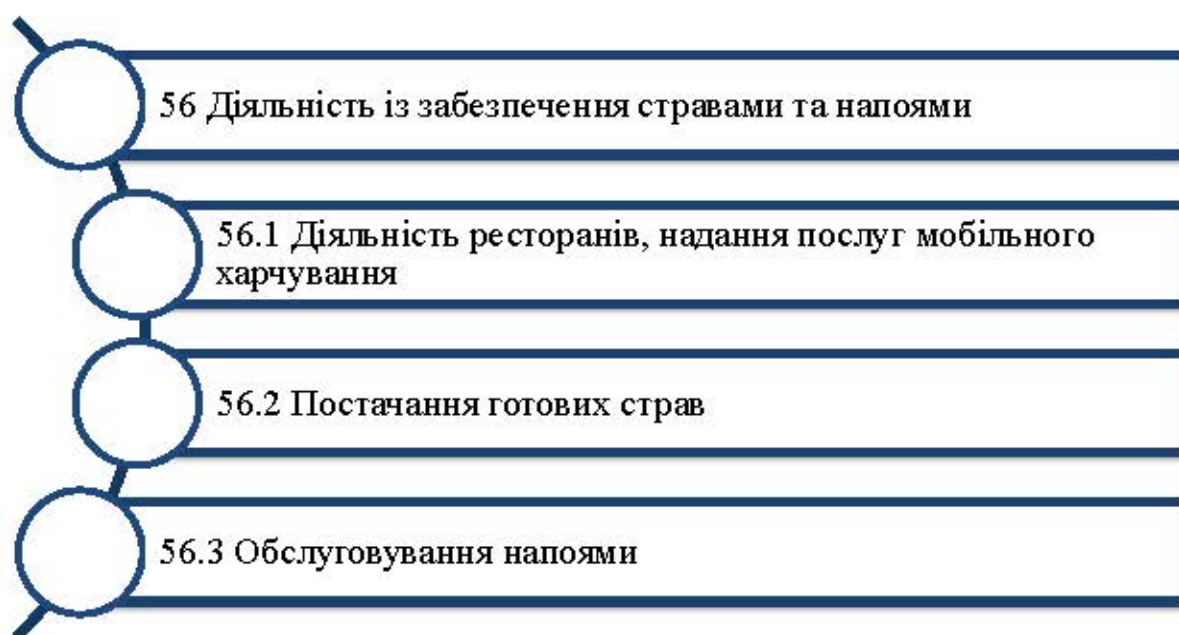 56 Діяльність із забезпечення стравами та напоями
56.1 Діяльність ресторанів, надання послуг мобільного
харчування
56.2 Постачання готових страв
56.3 Обслуговування напоями